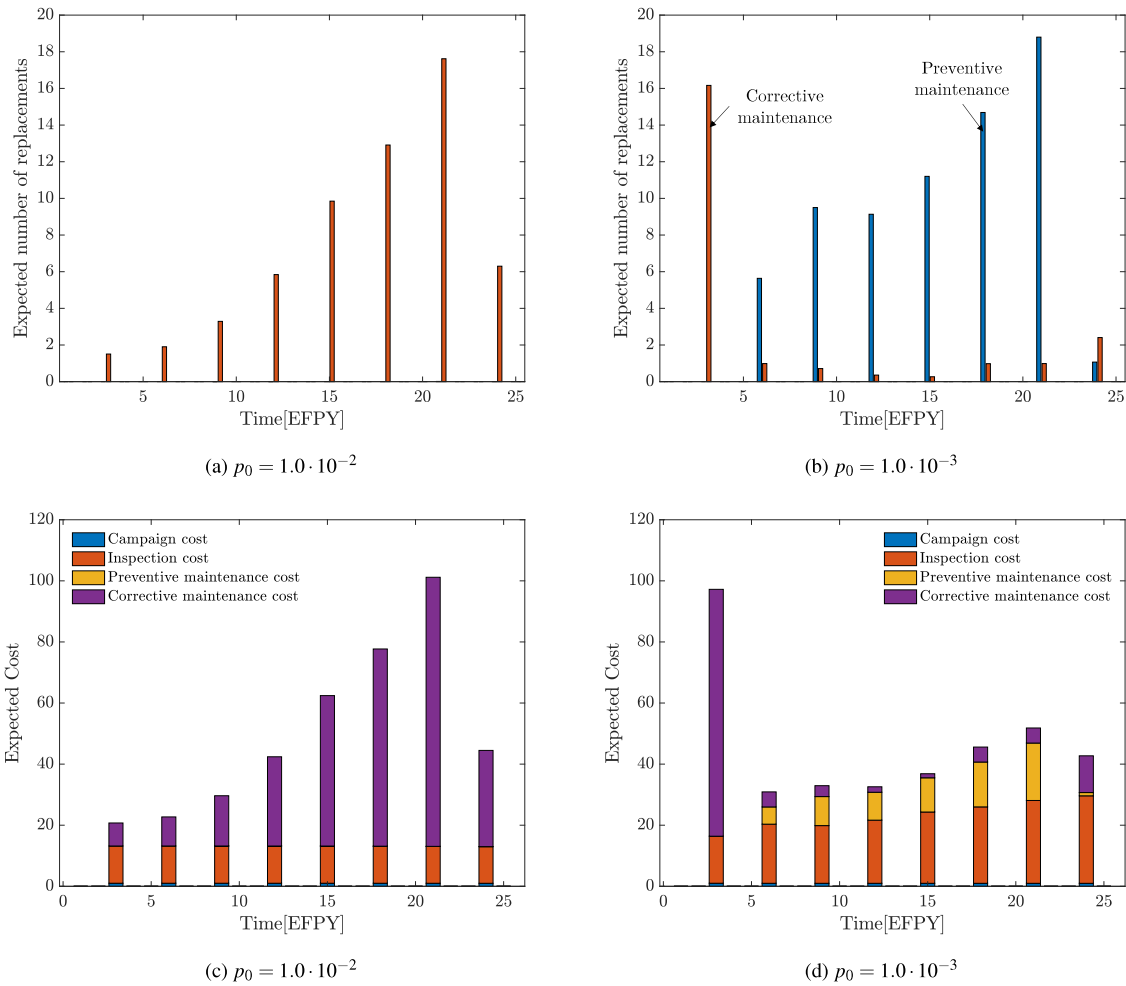 20
18
16
14
12
10
8
6
4
2
0
Expected number of replacements
5
10
15
20
25
Time[EFPY]
(a) p₀ = 1.0 · 10⁻²
20
18
16
14
12
10
8
6
4
2
0
Expected number of replacements
Corrective
maintenance
Preventive
maintenance
5
10
15
20
25
Time[EFPY]
(b) p₀ = 1.0 · 10⁻³
120
100
80
60
40
20
0
Expected Cost
Campaign cost
Inspection cost
Preventive maintenance cost
Corrective maintenance cost
0
5
10
15
20
25
Time[EFPY]
(c) p₀ = 1.0 · 10⁻²
120
100
80
60
40
20
0
Expected Cost
Campaign cost
Inspection cost
Preventive maintenance cost
Corrective maintenance cost
0
5
10
15
20
25
Time[EFPY]
(d) p₀ = 1.0 · 10⁻³